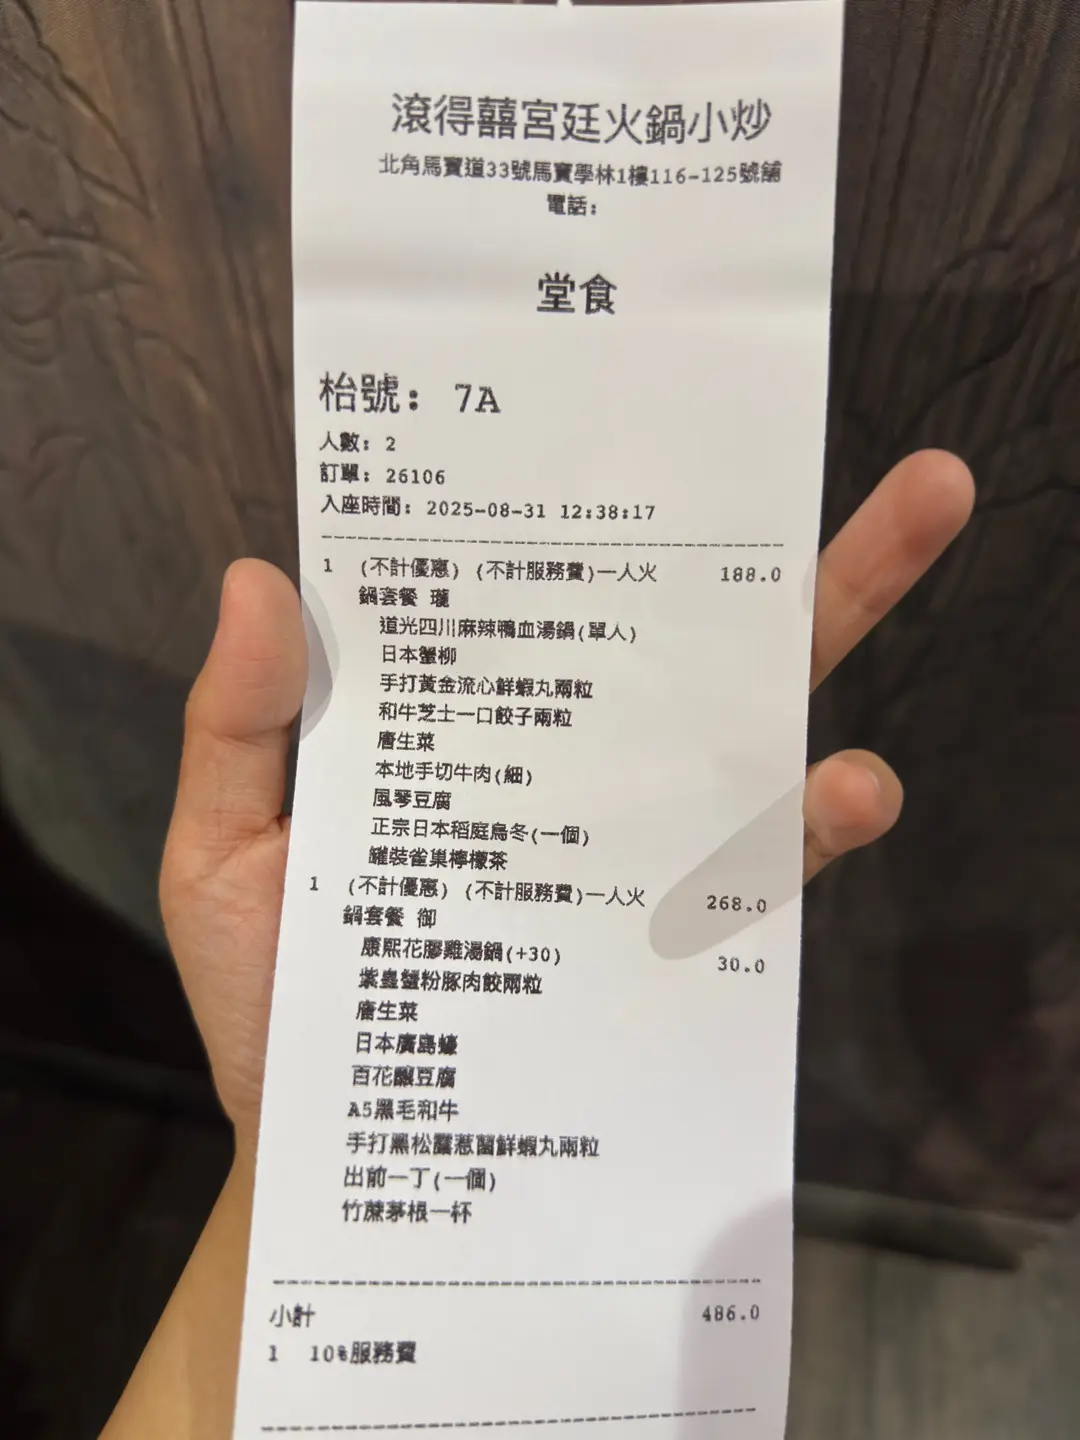 滾得囍宮廷火鍋小炒
北角馬寶道33號馬寶學林1樓116-125號舖
電話:
堂食
枱號: 7A
人數: 2
訂單: 26106
入座時間: 2025-08-31 12:38:17
1 (不計優惠) (不計服務費)一人火 188.0
鍋套餐 瓏
道光四川麻辣鴨血湯鍋(單人)
日本蟹柳
手打黃金流心鮮蝦丸兩粒
和牛芝士一口餃子兩粒
唐生菜
本地手切牛肉(細)
風琴豆腐
正宗日本稻庭烏冬(一個)
罐裝雀巢檸檬茶
1 (不計優惠) (不計服務費)一人火 268.0
鍋套餐 御
康熙花膠雞湯鍋(+30) 30.0
紫皇蟹粉豚肉餃兩粒
唐生菜
日本廣島蠔
百花釀豆腐
A5黑毛和牛
手打黑松露蔥菌鮮蝦丸兩粒
出前一丁(一個)
竹蔗茅根一杯
小計 486.0
1 10%服務費